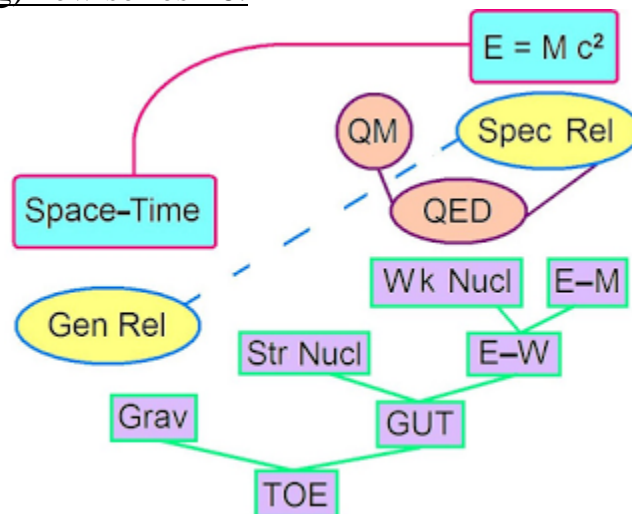 E = M c²
QM
Spec Rel
Space–Time
QED
Wk Nucl
E–M
Gen Rel
Str Nucl
E–W
Grav
GUT
TOE